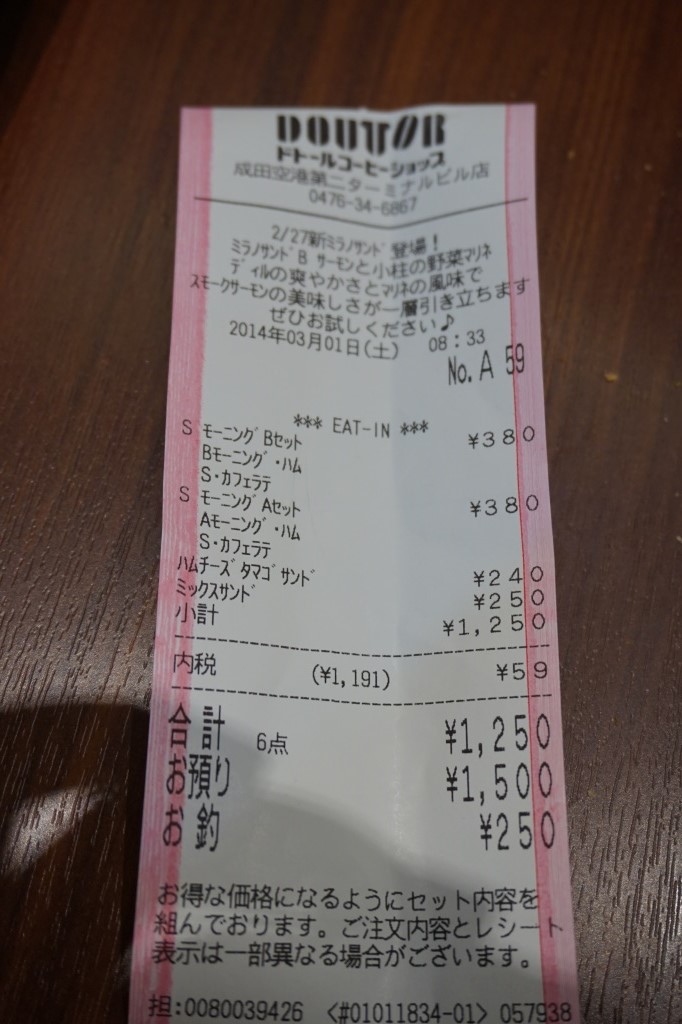 DOUTOR
ドトールコーヒーショップ
成田空港第二ターミナルビル店
0476-34-6867
2/27新ミラノサンド登場！
ミラノサンドB サーモンと小柱の野菜マリネ
ディルの爽やかさとマリネの風味で
スモークサーモンの美味しさが一層引き立ちます
ぜひお試しください♪
2014年03月01日(土) 08:33
No. A 59
*** EAT-IN ***
S モーニングBセット ¥380
Bモーニング・ハム
S・カフェラテ
S モーニングAセット ¥380
Aモーニング・ハム
S・カフェラテ
ハムチーズタマゴサンド ¥240
ミックスサンド ¥250
小計 ¥1,250
内税 (¥1,191) ¥59
合計 6点 ¥1,250
お預り ¥1,500
お釣 ¥250
お得な価格になるようにセット内容を
組んでおります。ご注文内容とレシート
表示は一部異なる場合がございます。
担:0080039426 <#01011834-01> 057938